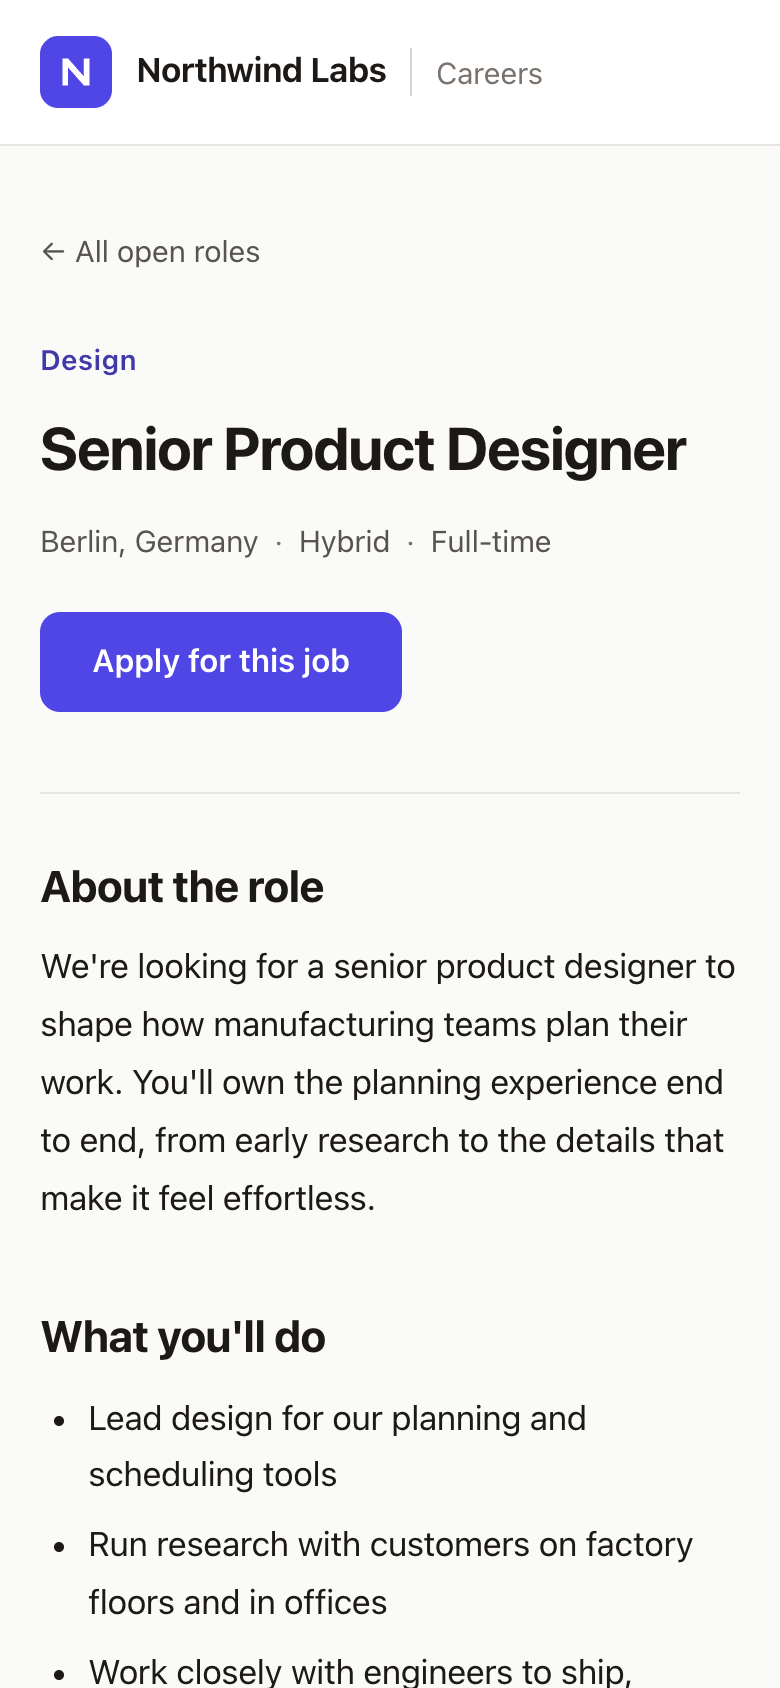 N Northwind Labs Careers
← All open roles
Design
Senior Product Designer
Berlin, Germany · Hybrid · Full-time
Apply for this job
About the role
We're looking for a senior product designer to
shape how manufacturing teams plan their
work. You'll own the planning experience end
to end, from early research to the details that
make it feel effortless.
What you'll do
• Lead design for our planning and
scheduling tools
• Run research with customers on factory
floors and in offices
• Work closely with engineers to ship,